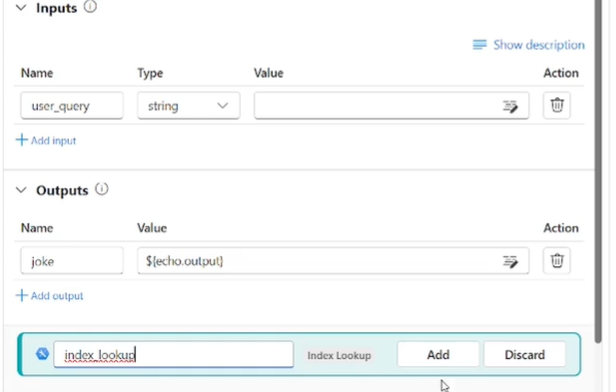 Inputs
Show description
Name Type Value Action
user_query string
Add input
Outputs
Name Value Action
joke ${echo.output}
Add output
index_lookup Index Lookup Add Discard